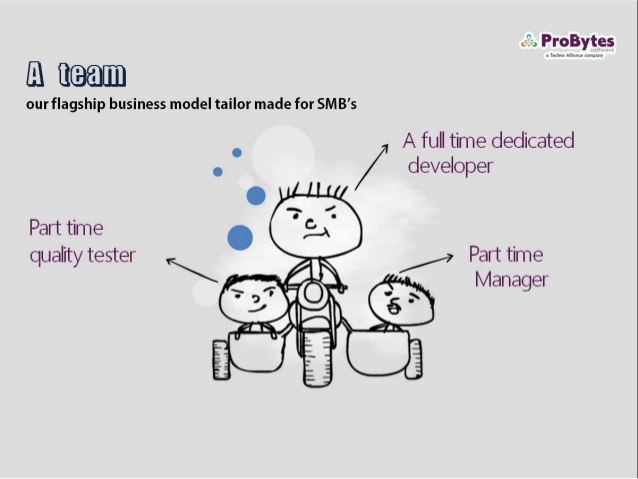 ProBytes
software
a Techno Alliance company
A team
our flagship business model tailor made for SMB's
A full time dedicated
developer
Part time
quality tester
Part time
Manager